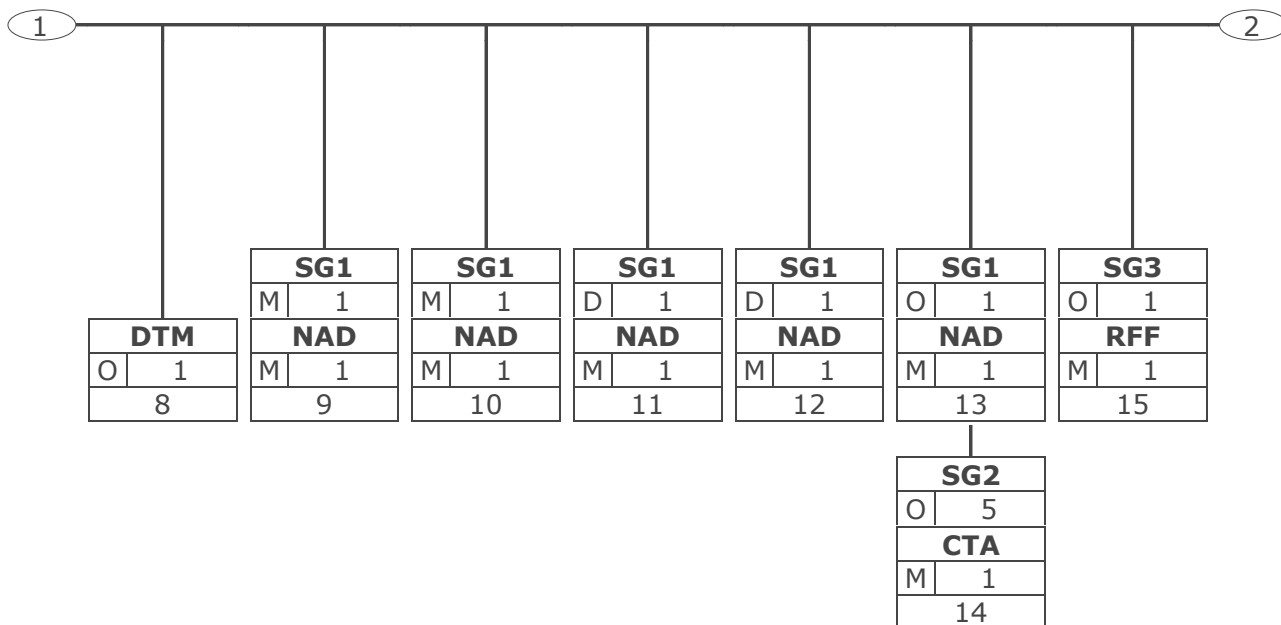 1 2
SG1 SG1 SG1 SG1 SG1 SG3
M 1 M 1 D 1 D 1 O 1 O 1
DTM NAD NAD NAD NAD NAD RFF
O 1 M 1 M 1 M 1 M 1 M 1 M 1
8 9 10 11 12 13 15
SG2
O 5
CTA
M 1
14